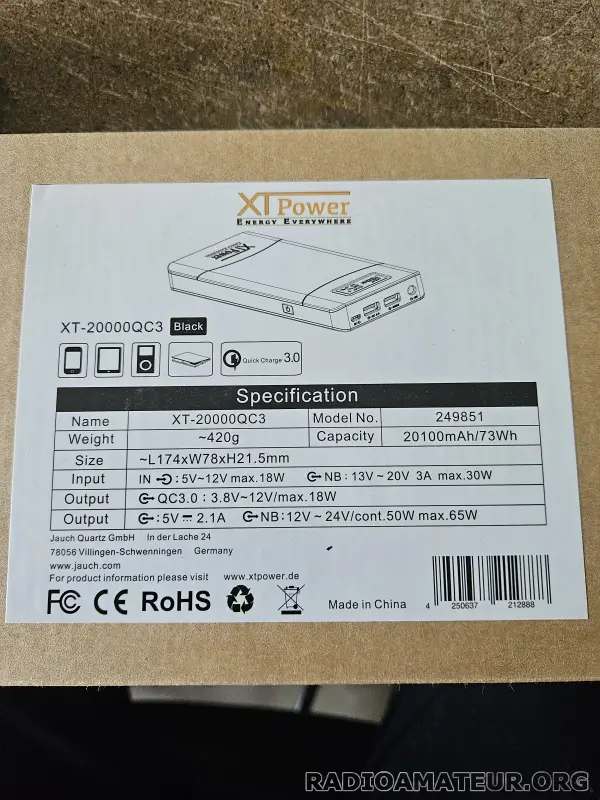 XTPower
ENERGY EVERYWHERE
XT-20000QC3 Black
Quick Charge 3.0
Specification
Name XT-20000QC3 Model No. 249851
Weight ~420g Capacity 20100mAh/73Wh
Size ~L174xW78xH21.5mm
Input IN : 5V~12V max.18W NB : 13V ~ 20V 3A max.30W
Output QC3.0 : 3.8V~12V/max.18W
Output : 5V ⎓ 2.1A NB:12V ~ 24V/cont.50W max.65W
Jauch Quartz GmbH In der Lache 24
78056 Villingen-Schwenningen Germany
www.jauch.com
For product information please visit www.xtpower.de
FC CE RoHS
Made in China
4 250637 212888
RADIOAMATEUR.ORG